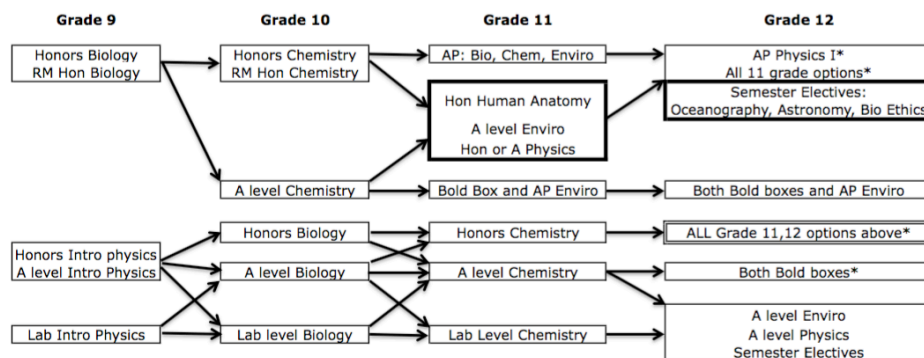 Grade 9 Grade 10 Grade 11 Grade 12
Honors Biology
RM Hon Biology
Honors Chemistry
RM Hon Chemistry
AP: Bio, Chem, Enviro
AP Physics I*
All 11 grade options*
Semester Electives:
Oceanography, Astronomy, Bio Ethics
Hon Human Anatomy
A level Enviro
Hon or A Physics
A level Chemistry
Bold Box and AP Enviro
Both Bold boxes and AP Enviro
Honors Biology
Honors Chemistry
ALL Grade 11,12 options above*
Honors Intro physics
A level Intro Physics
A level Biology
A level Chemistry
Both Bold boxes*
Lab Intro Physics
Lab level Biology
Lab Level Chemistry
A level Enviro
A level Physics
Semester Electives